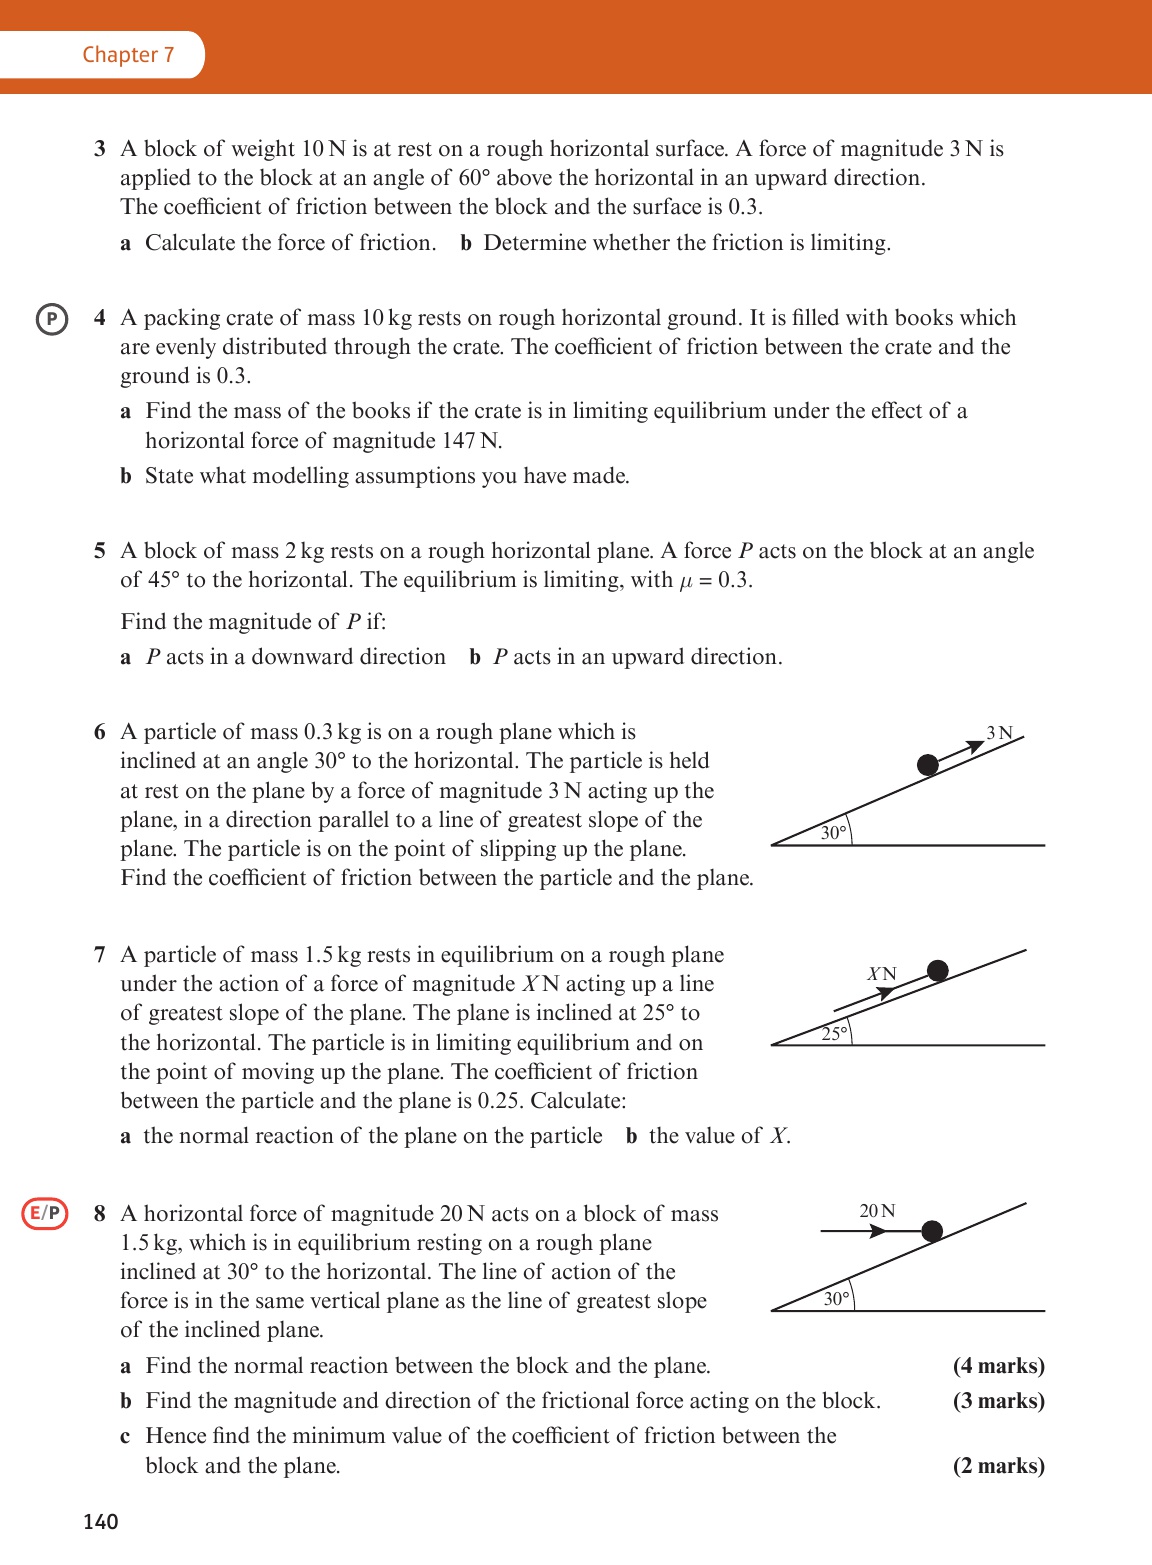 Chapter 7
3 A block of weight 10 N is at rest on a rough horizontal surface. A force of magnitude 3 N is
applied to the block at an angle of 60° above the horizontal in an upward direction.
The coefficient of friction between the block and the surface is 0.3.
a Calculate the force of friction. b Determine whether the friction is limiting.
P 4 A packing crate of mass 10 kg rests on rough horizontal ground. It is filled with books which
are evenly distributed through the crate. The coefficient of friction between the crate and the
ground is 0.3.
a Find the mass of the books if the crate is in limiting equilibrium under the effect of a
horizontal force of magnitude 147 N.
b State what modelling assumptions you have made.
5 A block of mass 2 kg rests on a rough horizontal plane. A force P acts on the block at an angle
of 45° to the horizontal. The equilibrium is limiting, with μ = 0.3.
Find the magnitude of P if:
a P acts in a downward direction b P acts in an upward direction.
6 A particle of mass 0.3 kg is on a rough plane which is
inclined at an angle 30° to the horizontal. The particle is held
at rest on the plane by a force of magnitude 3 N acting up the
plane, in a direction parallel to a line of greatest slope of the
plane. The particle is on the point of slipping up the plane.
Find the coefficient of friction between the particle and the plane.
3 N
30°
7 A particle of mass 1.5 kg rests in equilibrium on a rough plane
under the action of a force of magnitude X N acting up a line
of greatest slope of the plane. The plane is inclined at 25° to
the horizontal. The particle is in limiting equilibrium and on
the point of moving up the plane. The coefficient of friction
between the particle and the plane is 0.25. Calculate:
a the normal reaction of the plane on the particle b the value of X.
X N
25°
E/P 8 A horizontal force of magnitude 20 N acts on a block of mass
1.5 kg, which is in equilibrium resting on a rough plane
inclined at 30° to the horizontal. The line of action of the
force is in the same vertical plane as the line of greatest slope
of the inclined plane.
20 N
30°
a Find the normal reaction between the block and the plane. (4 marks)
b Find the magnitude and direction of the frictional force acting on the block. (3 marks)
c Hence find the minimum value of the coefficient of friction between the
block and the plane. (2 marks)
140